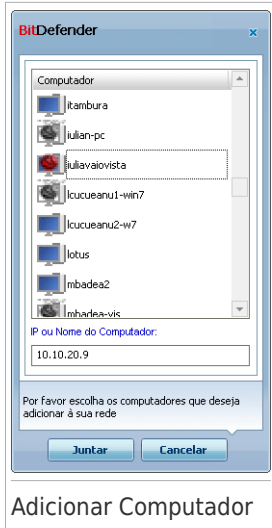 BitDefender
Computador
itambura
iulian-pc
iuliavaiovista
lcucueanu1-win7
lcucueanu2-w7
lotus
mbadea2
mbadea-vis
IP ou Nome do Computador:
10.10.20.9
Por favor escolha os computadores que deseja
adicionar à sua rede
Juntar
Cancelar
Adicionar Computador